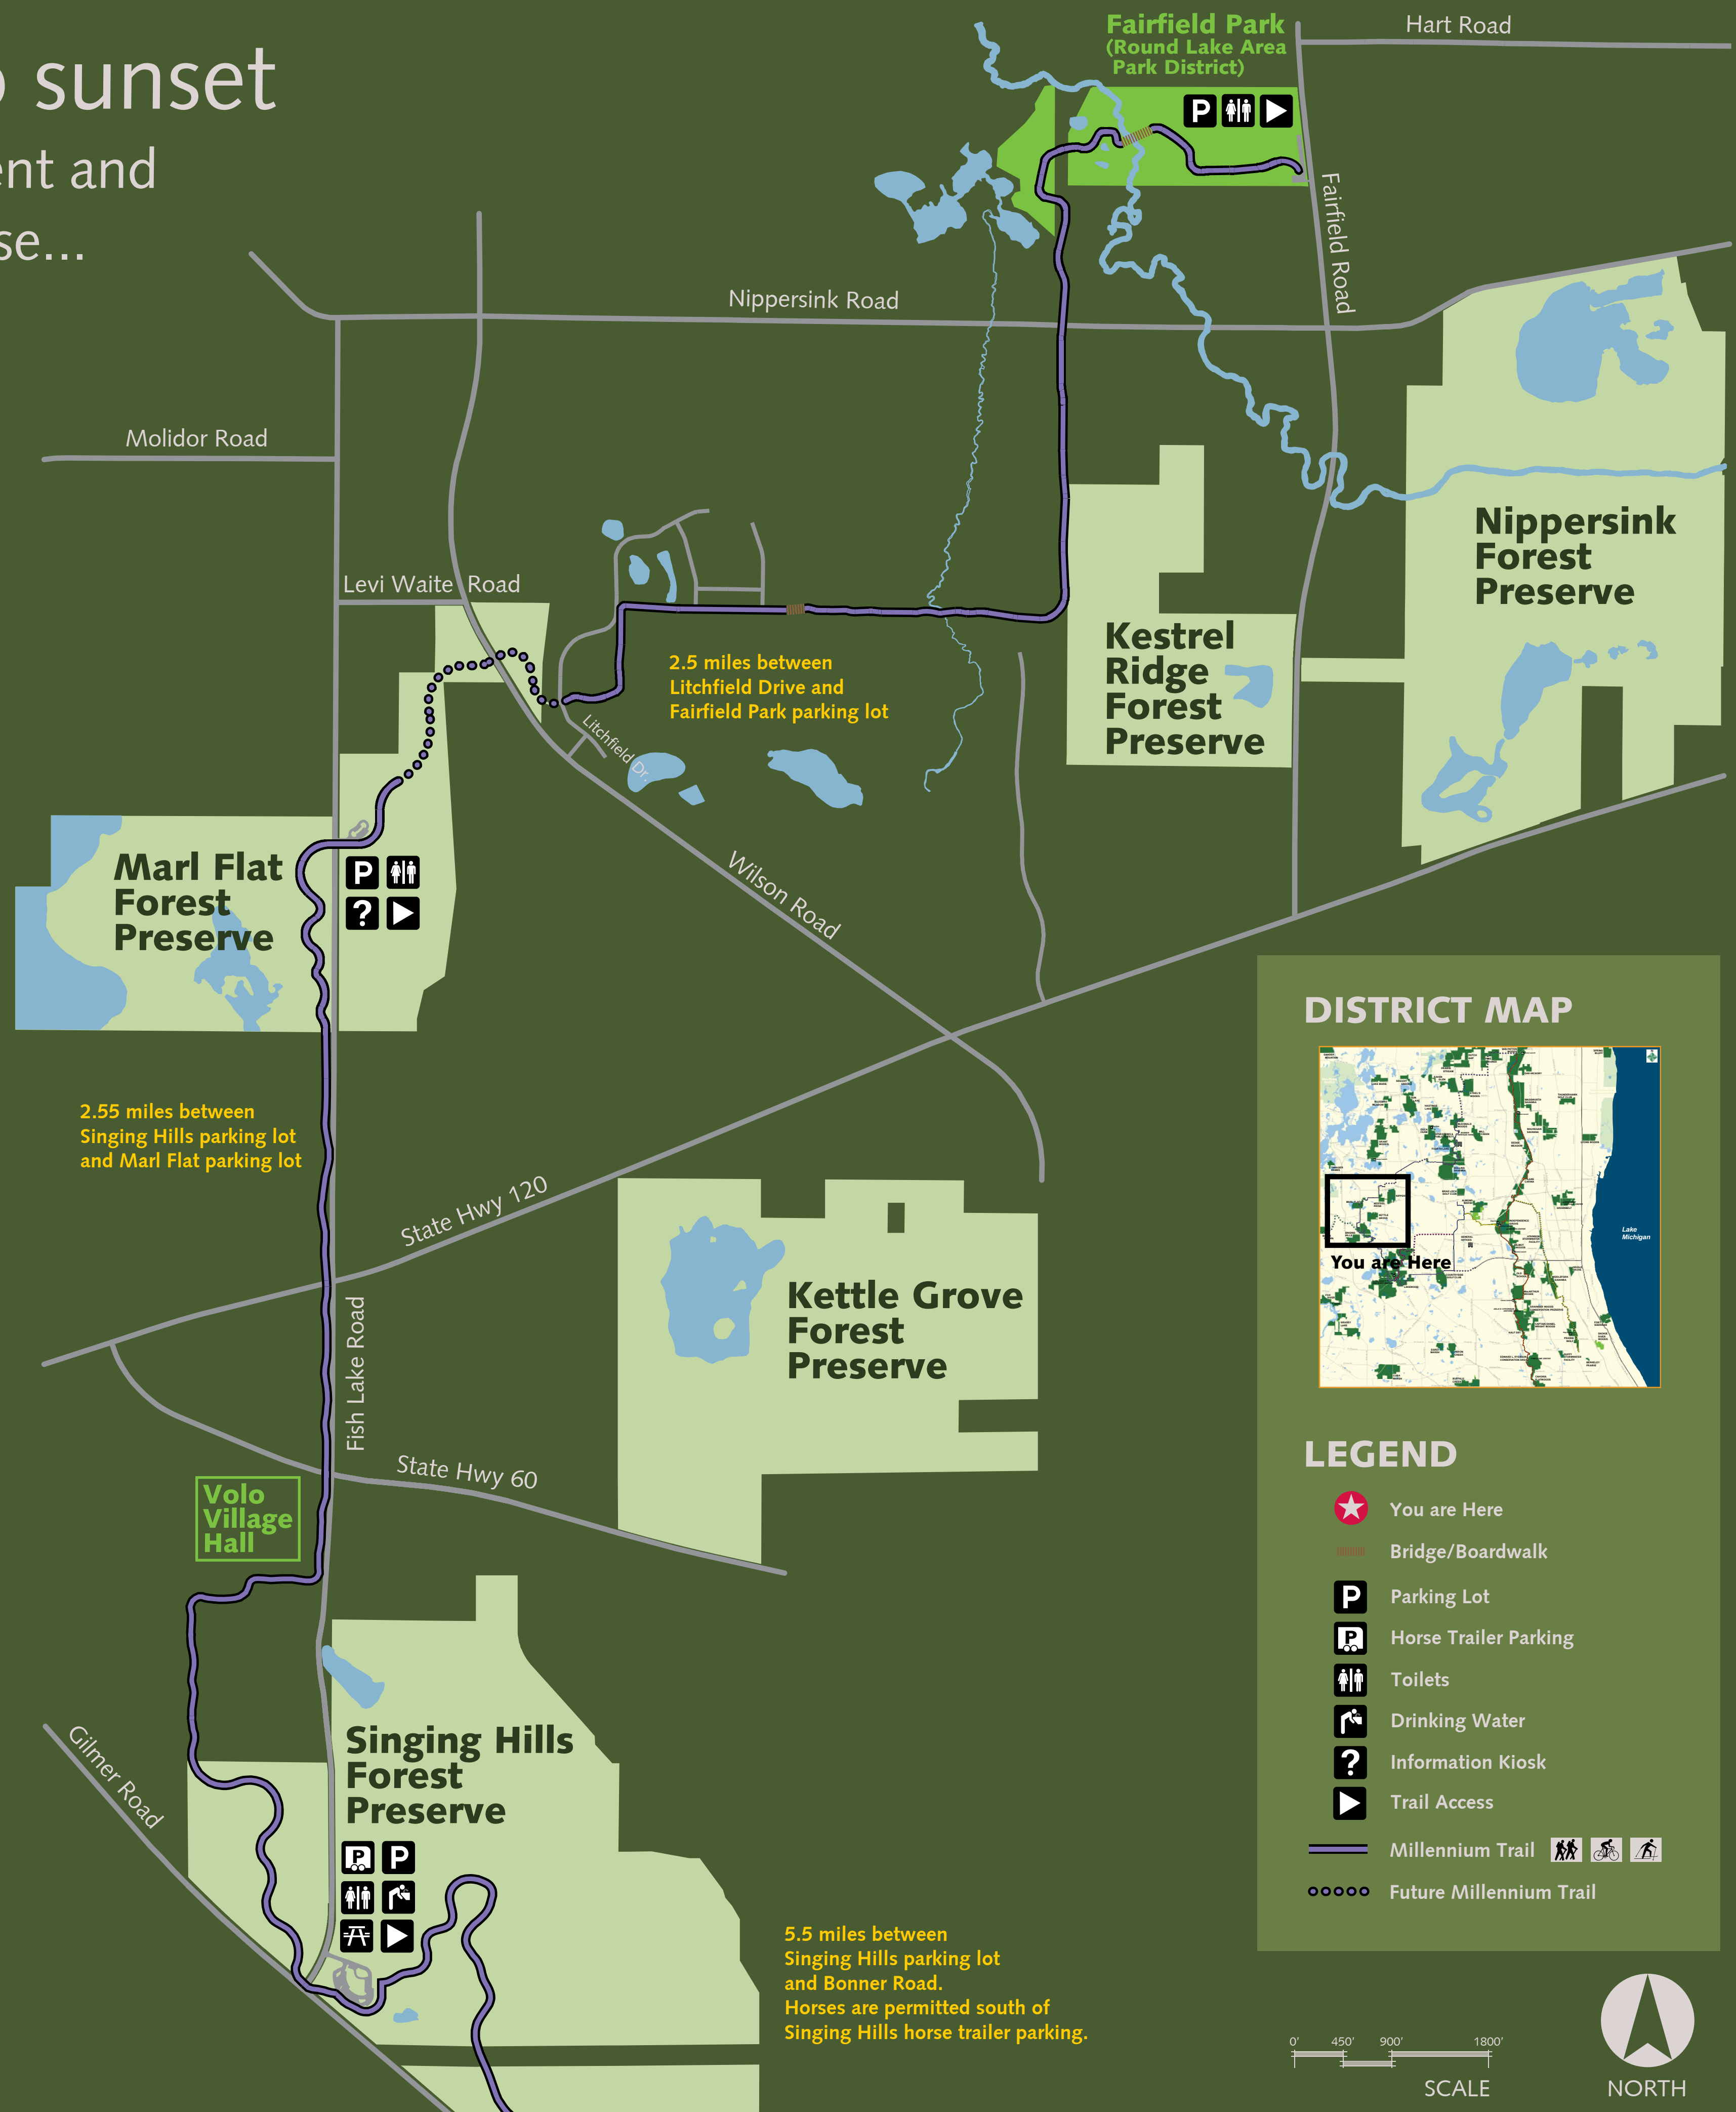 sunset
ent and
se...
Fairfield Park
(Round Lake Area
Park District)
P
Hart Road
Fairfield Road
Nippersink Road
Molidor Road
Levi Waite Road
Nippersink
Forest
Preserve
Kestrel
Ridge
Forest
Preserve
2.5 miles between
Litchfield Drive and
Fairfield Park parking lot
Litchfield Dr.
Marl Flat
Forest
Preserve
P
?
Wilson Road
2.55 miles between
Singing Hills parking lot
and Marl Flat parking lot
State Hwy 120
Kettle Grove
Forest
Preserve
Fish Lake Road
State Hwy 60
Volo
Village
Hall
Gilmer Road
Singing Hills
Forest
Preserve
P P
5.5 miles between
Singing Hills parking lot
and Bonner Road.
Horses are permitted south of
Singing Hills horse trailer parking.
DISTRICT MAP
Lake
Michigan
You are Here
LEGEND
You are Here
Bridge/Boardwalk
P Parking Lot
P Horse Trailer Parking
Toilets
Drinking Water
? Information Kiosk
Trail Access
Millennium Trail
Future Millennium Trail
0' 450' 900' 1800'
SCALE
NORTH